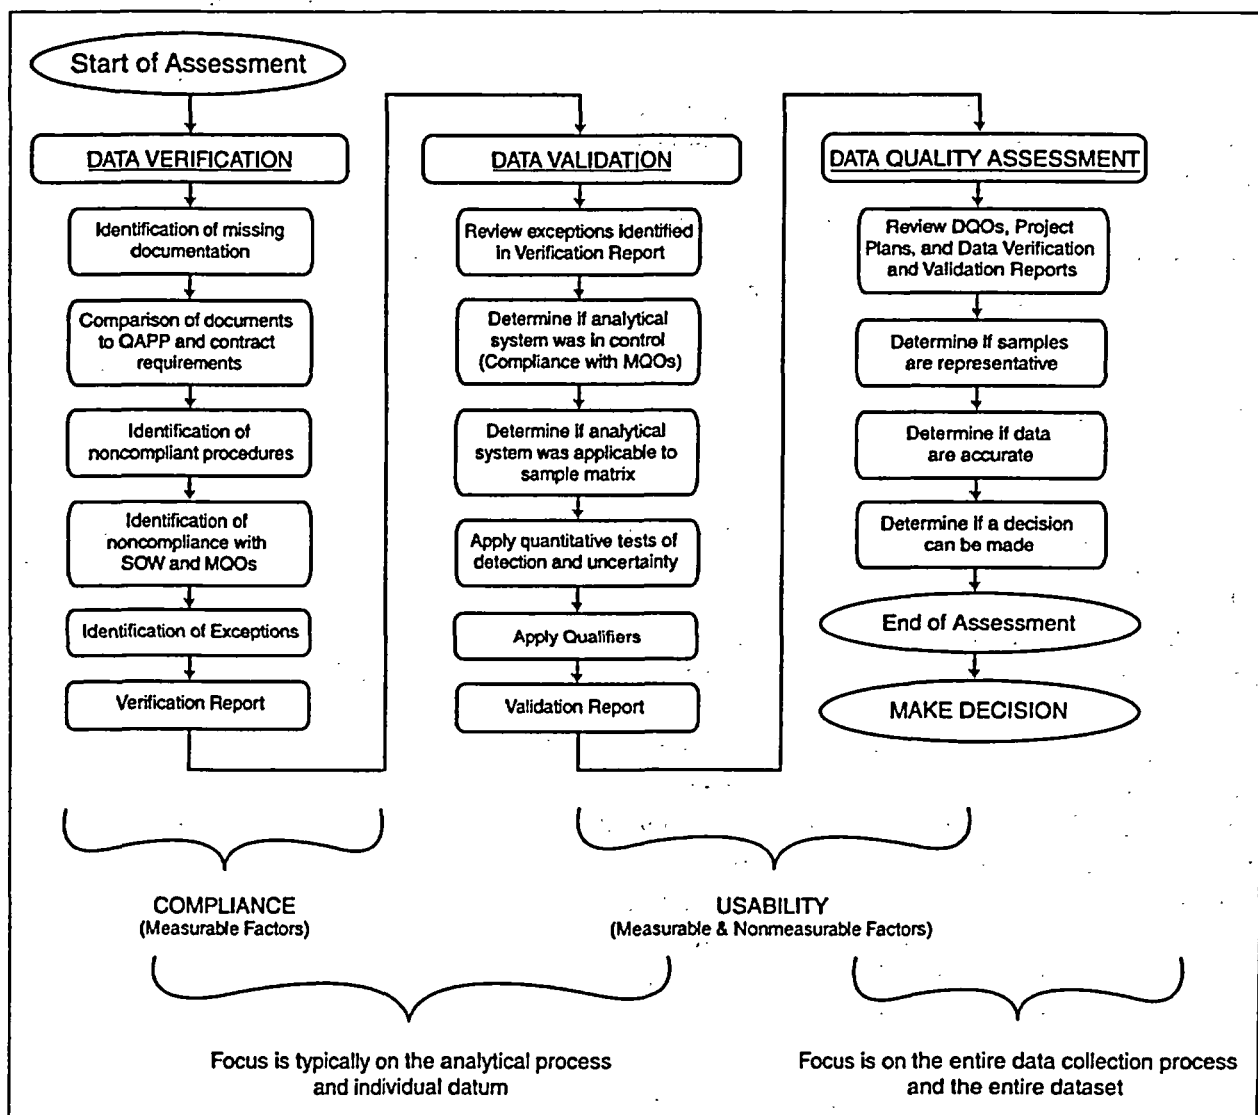 Start of Assessment
DATA VERIFICATION
Identification of missing
documentation
Comparison of documents
to QAPP and contract
requirements
Identification of
noncompliant procedures
Identification of
noncompliance with
SOW and MQOs
Identification of Exceptions
Verification Report
DATA VALIDATION
Review exceptions identified
in Verification Report
Determine if analytical
system was in control
(Compliance with MQOs)
Determine if analytical
system was applicable to
sample matrix
Apply quantitative tests of
detection and uncertainty
Apply Qualifiers
Validation Report
DATA QUALITY ASSESSMENT
Review DQOs, Project
Plans, and Data Verification
and Validation Reports
Determine if samples
are representative
Determine if data
are accurate
Determine if a decision
can be made
End of Assessment
MAKE DECISION
COMPLIANCE
(Measurable Factors)
USABILITY
(Measurable & Nonmeasurable Factors)
Focus is typically on the analytical process
and individual datum
Focus is on the entire data collection process
and the entire dataset